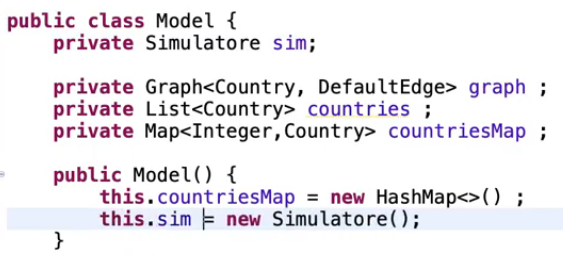 public class Model {
private Simulatore sim;
private Graph<Country, DefaultEdge> graph ;
private List<Country> countries ;
private Map<Integer,Country> countriesMap ;
public Model() {
this.countriesMap = new HashMap<>() ;
this.sim = new Simulatore();
}